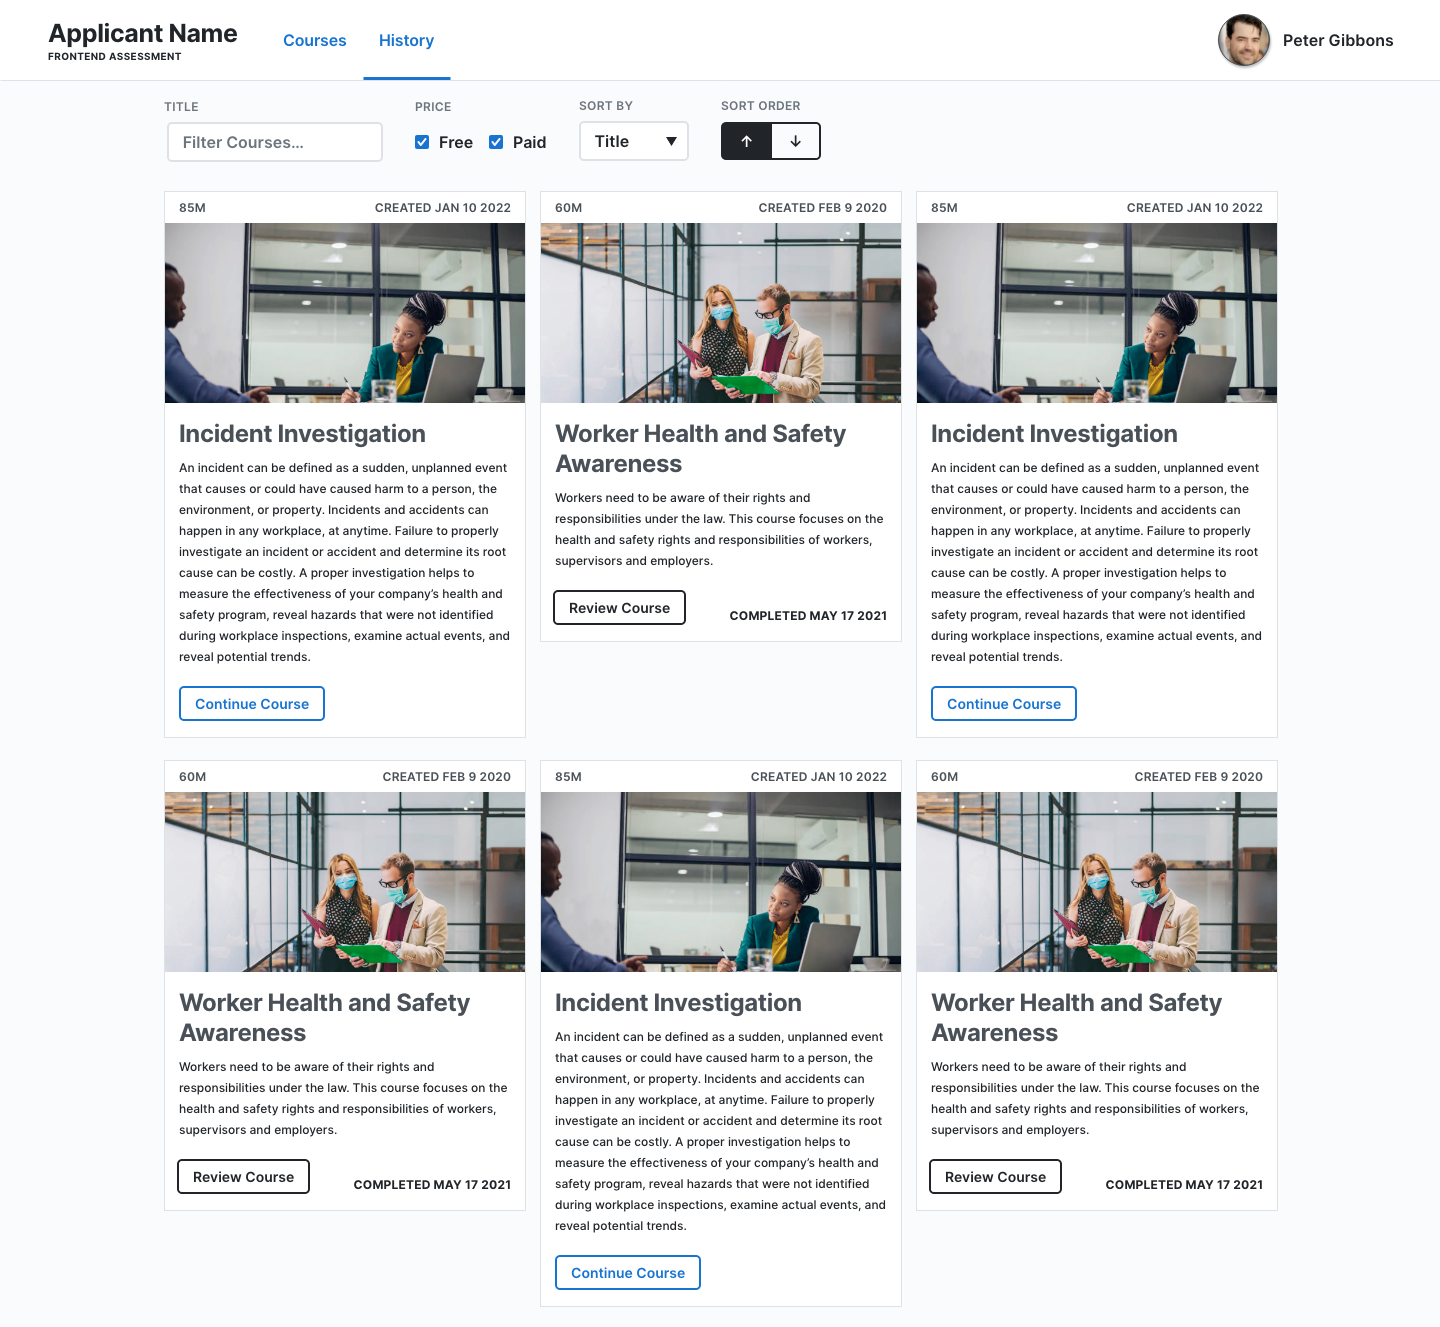 Applicant Name
FRONTEND ASSESSMENT
Courses
History
Peter Gibbons
TITLE
PRICE
SORT BY
SORT ORDER
Filter Courses...
Free
Paid
Title
85M
CREATED JAN 10 2022
Incident Investigation
An incident can be defined as a sudden, unplanned event
that causes or could have caused harm to a person, the
environment, or property. Incidents and accidents can
happen in any workplace, at anytime. Failure to properly
investigate an incident or accident and determine its root
cause can be costly. A proper investigation helps to
measure the effectiveness of your company’s health and
safety program, reveal hazards that were not identified
during workplace inspections, examine actual events, and
reveal potential trends.
Continue Course
60M
CREATED FEB 9 2020
Worker Health and Safety
Awareness
Workers need to be aware of their rights and
responsibilities under the law. This course focuses on the
health and safety rights and responsibilities of workers,
supervisors and employers.
Review Course
COMPLETED MAY 17 2021
85M
CREATED JAN 10 2022
Incident Investigation
An incident can be defined as a sudden, unplanned event
that causes or could have caused harm to a person, the
environment, or property. Incidents and accidents can
happen in any workplace, at anytime. Failure to properly
investigate an incident or accident and determine its root
cause can be costly. A proper investigation helps to
measure the effectiveness of your company’s health and
safety program, reveal hazards that were not identified
during workplace inspections, examine actual events, and
reveal potential trends.
Continue Course
60M
CREATED FEB 9 2020
Worker Health and Safety
Awareness
Workers need to be aware of their rights and
responsibilities under the law. This course focuses on the
health and safety rights and responsibilities of workers,
supervisors and employers.
Review Course
COMPLETED MAY 17 2021
85M
CREATED JAN 10 2022
Incident Investigation
An incident can be defined as a sudden, unplanned event
that causes or could have caused harm to a person, the
environment, or property. Incidents and accidents can
happen in any workplace, at anytime. Failure to properly
investigate an incident or accident and determine its root
cause can be costly. A proper investigation helps to
measure the effectiveness of your company’s health and
safety program, reveal hazards that were not identified
during workplace inspections, examine actual events, and
reveal potential trends.
Continue Course
60M
CREATED FEB 9 2020
Worker Health and Safety
Awareness
Workers need to be aware of their rights and
responsibilities under the law. This course focuses on the
health and safety rights and responsibilities of workers,
supervisors and employers.
Review Course
COMPLETED MAY 17 2021